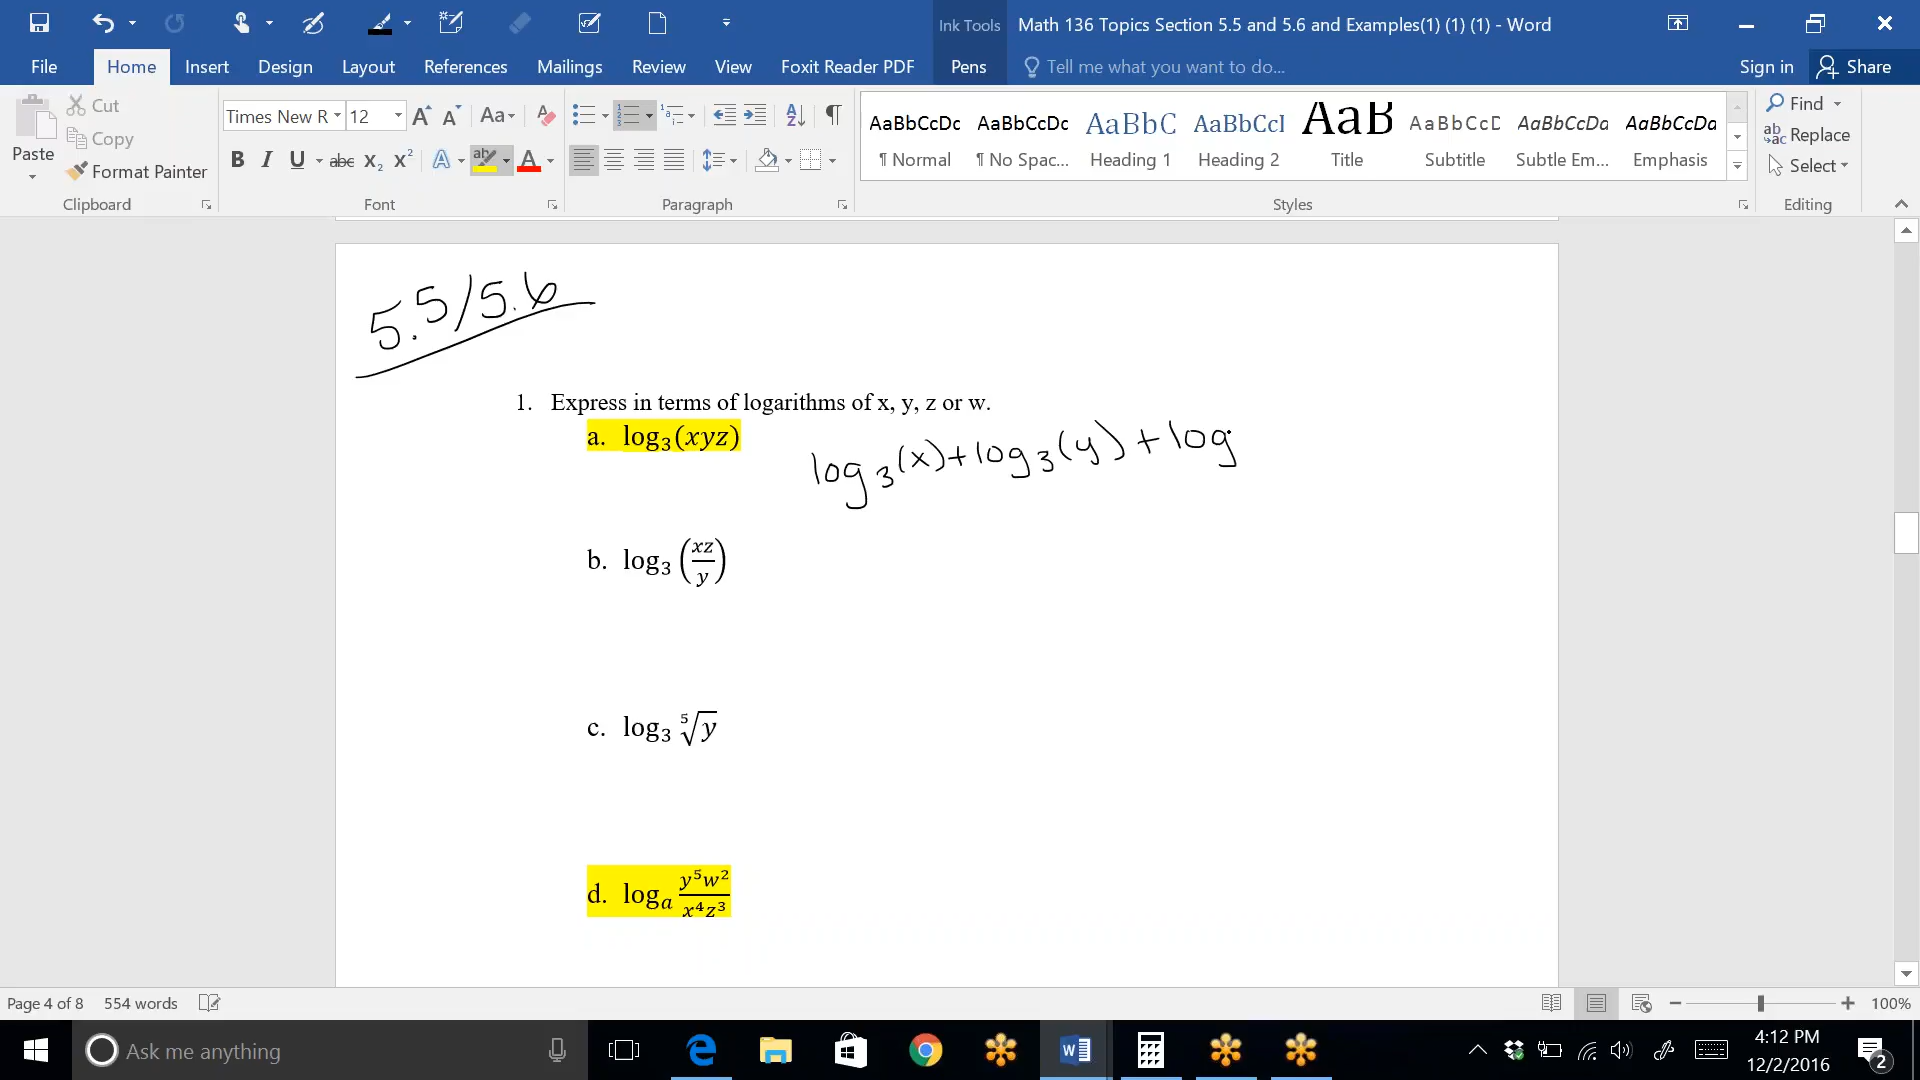 Ink Tools Math 136 Topics Section 5.5 and 5.6 and Examples(1) (1) (1) - Word
File Home Insert Design Layout References Mailings Review View Foxit Reader PDF Pens Tell me what you want to do... Sign in Share
Paste Cut Copy Format Painter
Times New R 12 Aa
B I U abc X₂ X² A ab A
AaBbCcDc AaBbCcDc AaBbC AaBbCcI AaB AaBbCcD AaBbCcDa AaBbCcDa
¶ Normal ¶ No Spac... Heading 1 Heading 2 Title Subtitle Subtle Em... Emphasis
Find Replace Select
Clipboard Font Paragraph Styles Editing
5.5/5.6
1. Express in terms of logarithms of x, y, z or w.
a. log₃(xyz) log₃(x)+log₃(y)+log
b. log₃(xz/y)
c. log₃ ⁵√y
d. logₐ y⁵w²/x⁴z³
Page 4 of 8 554 words 100%
Ask me anything 4:12 PM
12/2/2016 2